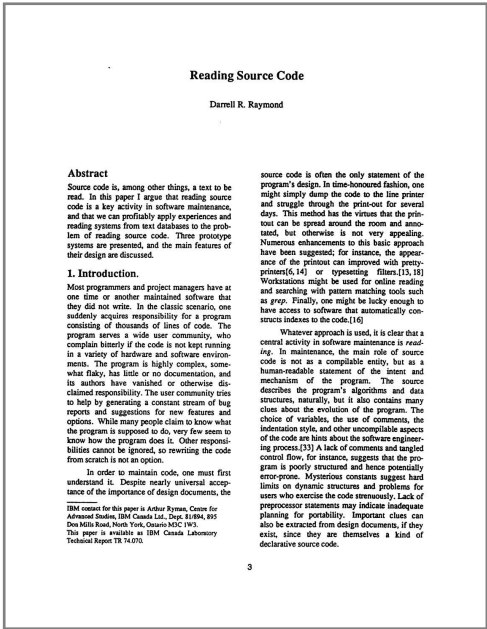 Reading Source Code
Darrell R. Raymond
Abstract
Source code is, among other things, a text to be
read. In this paper I argue that reading source
code is a key activity in software maintenance,
and that we can profitably apply experiences and
reading systems from text databases to the prob-
lem of reading source code. Three prototype
systems are presented, and the main features of
their design are discussed.
1. Introduction.
Most programmers and project managers have at
one time or another maintained software that
they did not write. In the classic scenario, one
suddenly acquires responsibility for a program
consisting of thousands of lines of code. The
program serves a wide user community, who
complain bitterly if the code is not kept running
in a variety of hardware and software environ-
ments. The program is highly complex, some-
what flaky, has little or no documentation, and
its authors have vanished or otherwise dis-
claimed responsibility. The user community tries
to help by generating a constant stream of bug
reports and suggestions for new features and
options. While many people claim to know what
the program is supposed to do, very few seem to
know how the program does it. Other responsi-
bilities cannot be ignored, so rewriting the code
from scratch is not an option.
In order to maintain code, one must first
understand it. Despite nearly universal accep-
tance of the importance of design documents, the
IBM contact for this paper is Arthur Ryman, Centre for
Advanced Studies, IBM Canada Ltd., Dept. 81/894, 895
Don Mills Road, North York, Ontario M3C 1W3.
This paper is available as IBM Canada Laboratory
Technical Report TR 74.070.
source code is often the only statement of the
program's design. In time-honoured fashion, one
might simply dump the code to the line printer
and struggle through the print-out for several
days. This method has the virtues that the prin-
tout can be spread around the room and anno-
tated, but otherwise is not very appealing.
Numerous enhancements to this basic approach
have been suggested; for instance, the appear-
ance of the printout can improved with pretty-
printers[6, 14] or typesetting filters.[13, 18]
Workstations might be used for online reading
and searching with pattern matching tools such
as grep. Finally, one might be lucky enough to
have access to software that automatically con-
structs indexes to the code.[16]
Whatever approach is used, it is clear that a
central activity in software maintenance is read-
ing. In maintenance, the main role of source
code is not as a compilable entity, but as a
human-readable statement of the intent and
mechanism of the program. The source
describes the program's algorithms and data
structures, naturally, but it also contains many
clues about the evolution of the program. The
choice of variables, the use of comments, the
indentation style, and other uncompilable aspects
of the code are hints about the software engineer-
ing process.[33] A lack of comments and tangled
control flow, for instance, suggests that the pro-
gram is poorly structured and hence potentially
error-prone. Mysterious constants suggest hard
limits on dynamic structures and problems for
users who exercise the code strenuously. Lack of
preprocessor statements may indicate inadequate
planning for portability. Important clues can
also be extracted from design documents, if they
exist, since they are themselves a kind of
declarative source code.
3